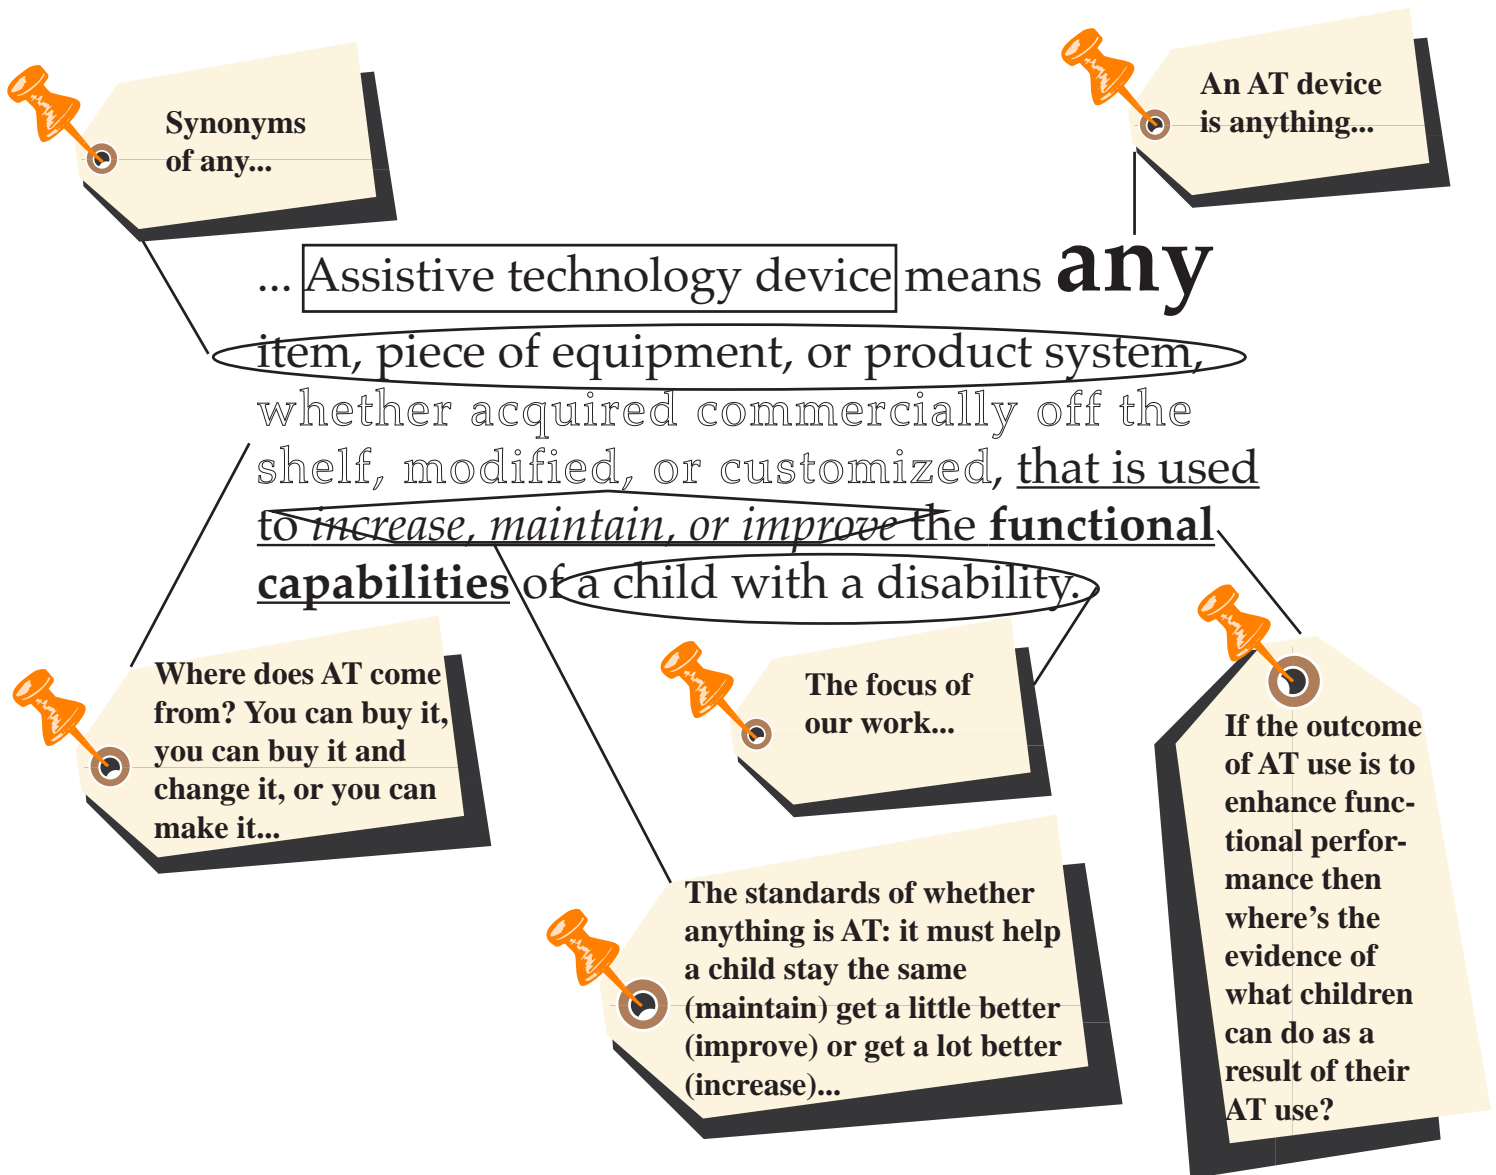 Synonyms
of any...
An AT device
is anything...
... Assistive technology device means any
item, piece of equipment, or product system,
whether acquired commercially off the
shelf, modified, or customized, that is used
to increase, maintain, or improve the functional
capabilities of a child with a disability.
Where does AT come
from? You can buy it,
you can buy it and
change it, or you can
make it...
The focus of
our work...
The standards of whether
anything is AT: it must help
a child stay the same
(maintain) get a little better
(improve) or get a lot better
(increase)...
If the outcome
of AT use is to
enhance func-
tional perfor-
mance then
where’s the
evidence of
what children
can do as a
result of their
AT use?